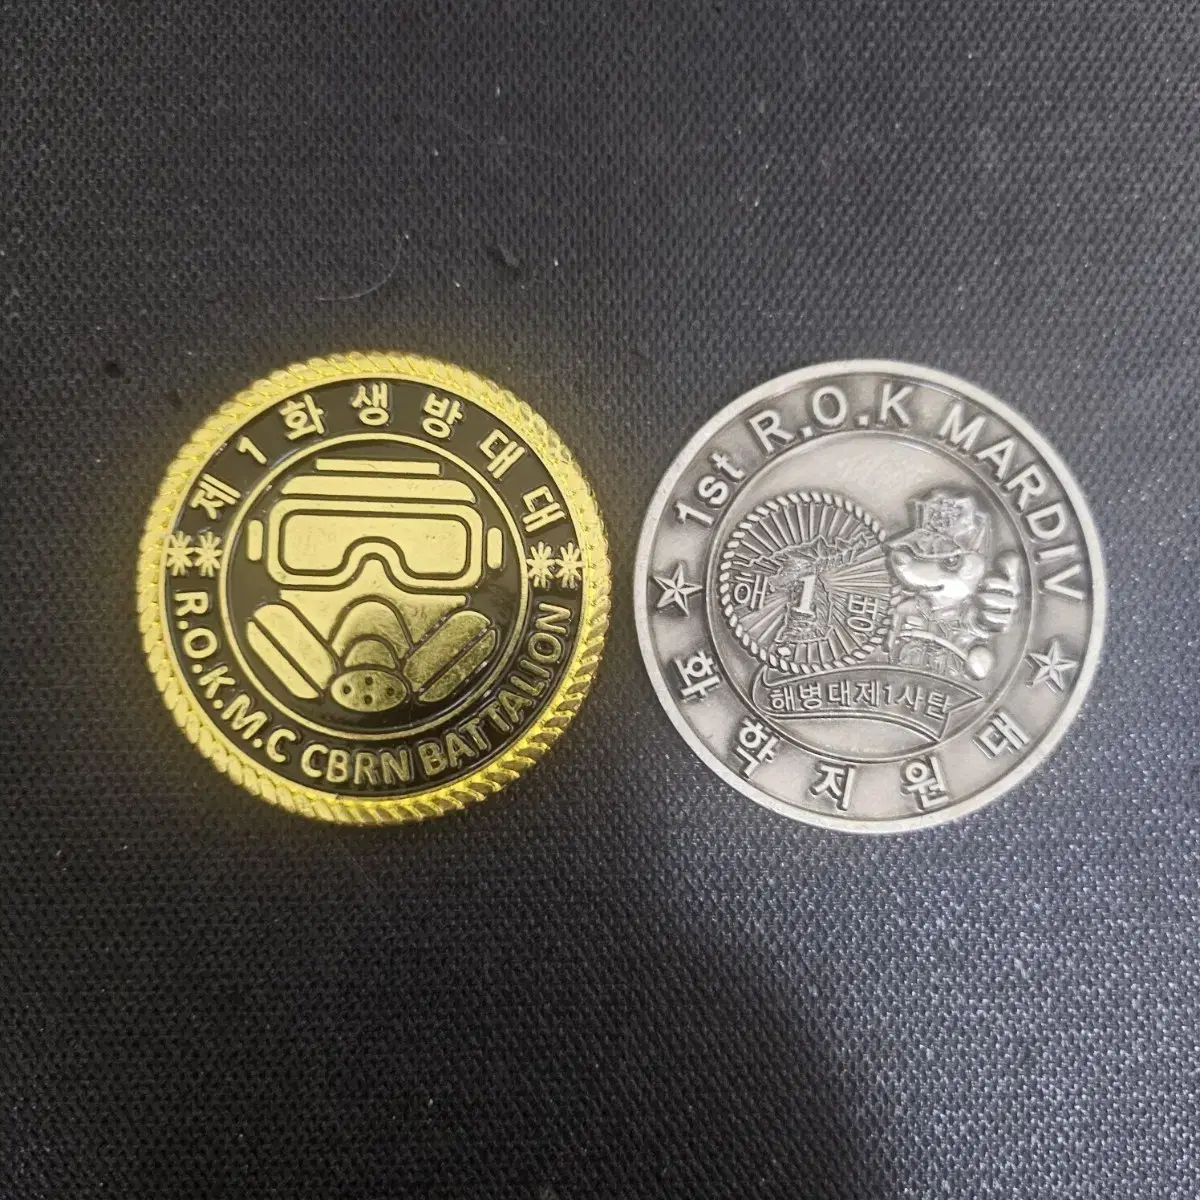 제1화생방대대
R.O.K.M.C CBRN BATTALION
1st R.O.K MARDIV
해 1 병
해병대제1사단
화학지원대